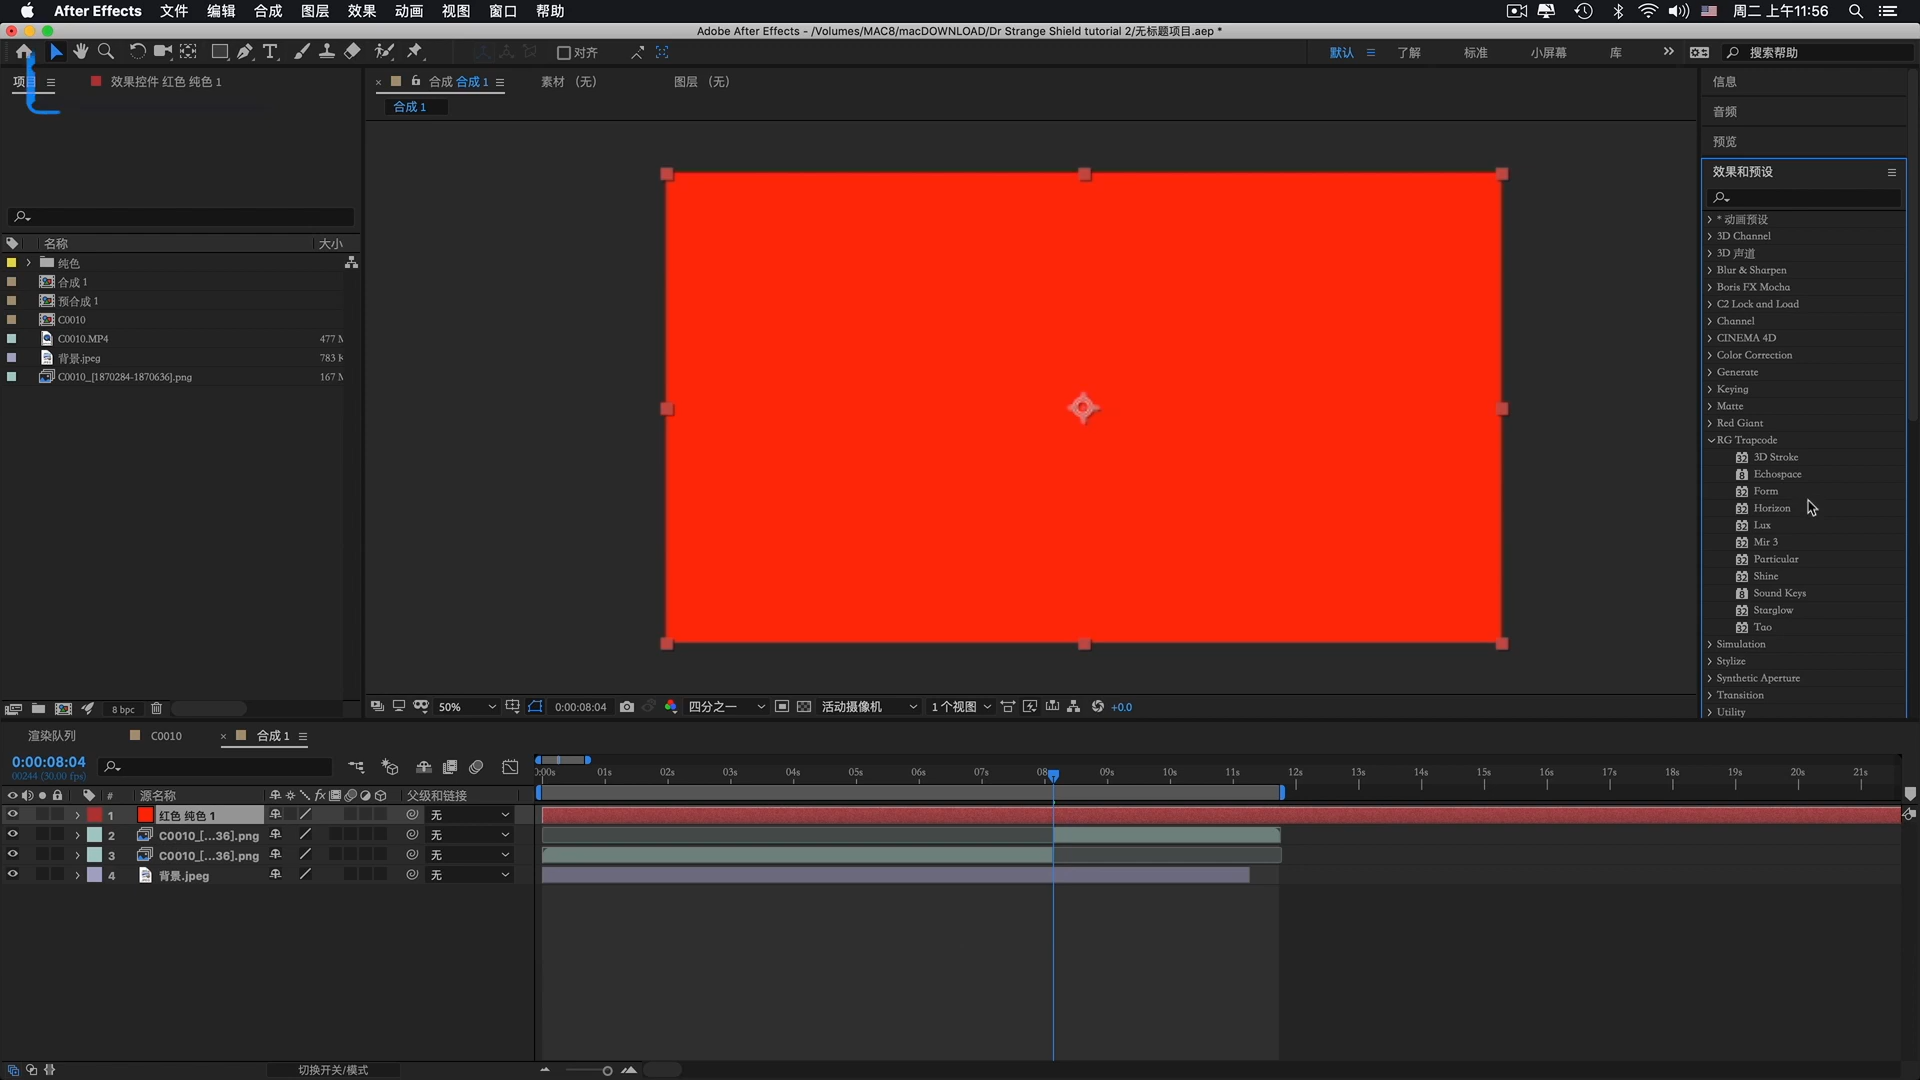 After Effects 文件 编辑 合成 图层 效果 动画 视图 窗口 帮助 周二 上午11:56
Adobe After Effects - /Volumes/MAC8/macDOWNLOAD/Dr Strange Shield tutorial 2/无标题项目.aep *
对齐 默认 了解 标准 小屏幕 库 搜索帮助
项目 效果控件 红色 纯色 1
合成 合成 1 素材 (无) 图层 (无)
合成 1
名称 大小
纯色
合成 1
预合成 1
C0010
C0010.MP4 477 M
背景.jpeg 783 K
C0010_[1870284-1870636].png 167 M
8 bpc
50% 0:00:08:04 四分之一 活动摄像机 1个视图 +0.0
信息
音频
预览
效果和预设
* 动画预设
3D Channel
3D 声道
Blur & Sharpen
Boris FX Mocha
C2 Lock and Load
Channel
CINEMA 4D
Color Correction
Generate
Keying
Matte
Red Giant
RG Trapcode
3D Stroke
Echospace
Form
Horizon
Lux
Mir 3
Particular
Shine
Sound Keys
Starglow
Tao
Simulation
Stylize
Synthetic Aperture
Transition
Utility
渲染队列 C0010 合成 1
0:00:08:04
00244 (30.00 fps)
:00s 01s 02s 03s 04s 05s 06s 07s 08 09s 10s 11s 12s 13s 14s 15s 16s 17s 18s 19s 20s 21s
# 源名称 fx 父级和链接
1 红色 纯色 1 无
2 C0010_[...36].png 无
3 C0010_[...36].png 无
4 背景.jpeg 无
切换开关/模式